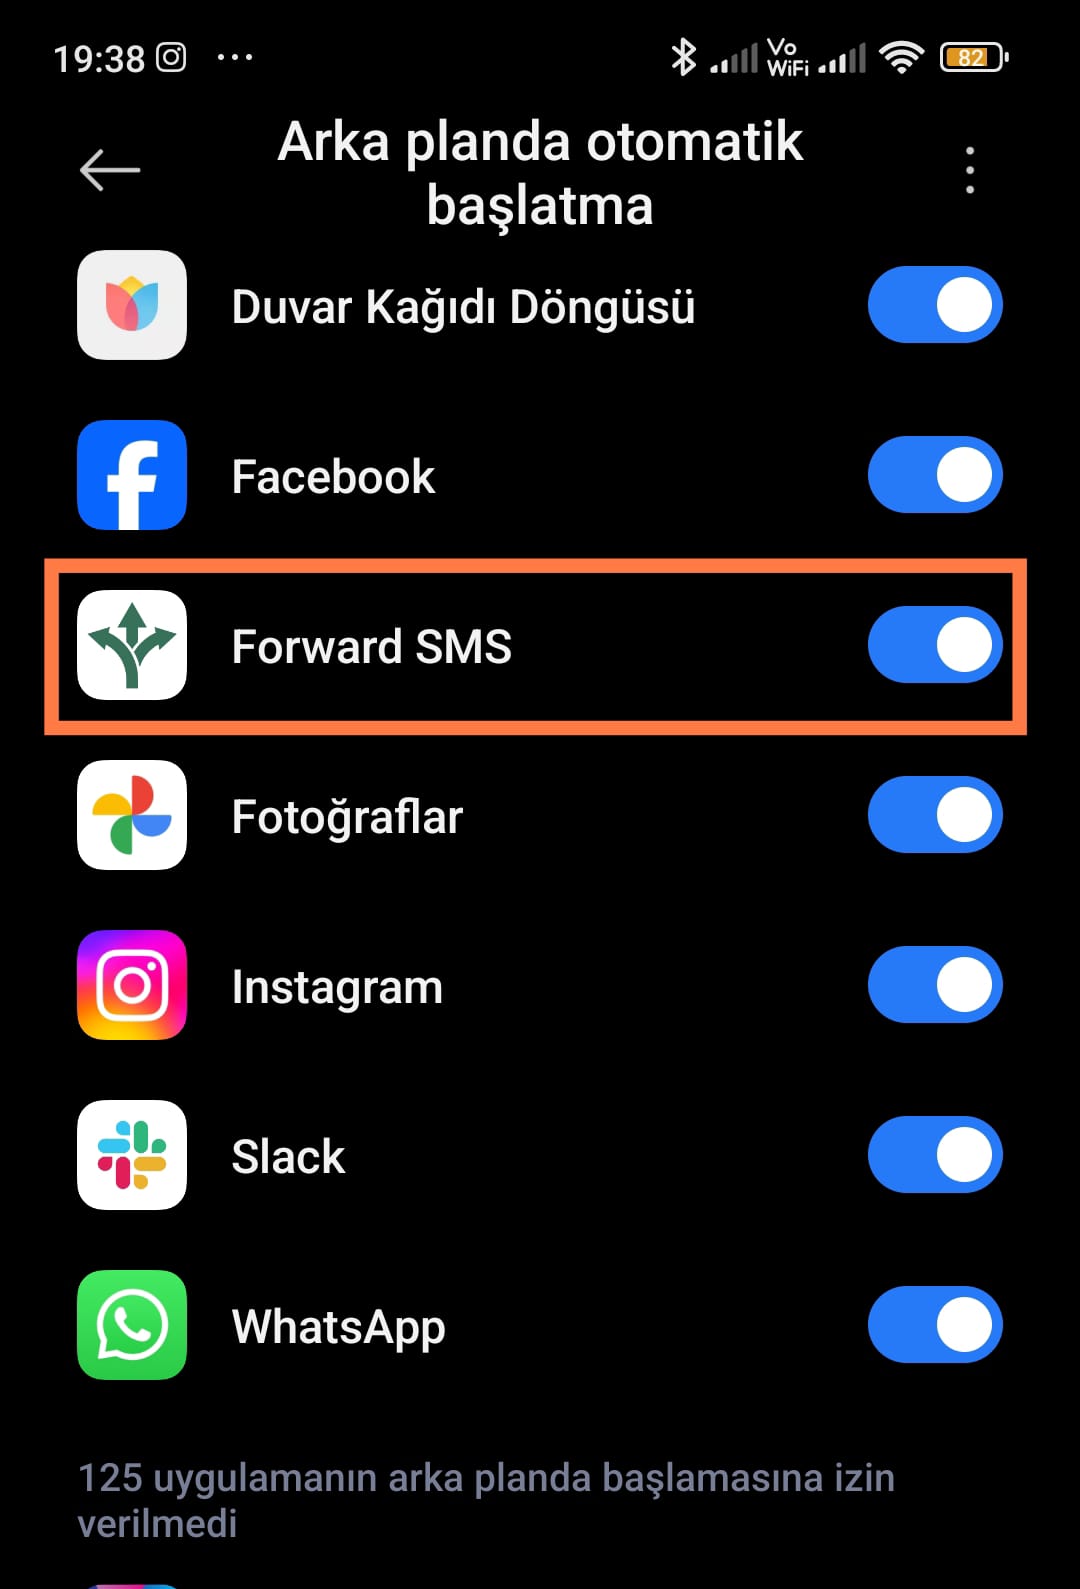 19:38
Vo
WiFi
82
Arka planda otomatik
başlatma
Duvar Kağıdı Döngüsü
Facebook
Forward SMS
Fotoğraflar
Instagram
Slack
WhatsApp
125 uygulamanın arka planda başlamasına izin
verilmedi